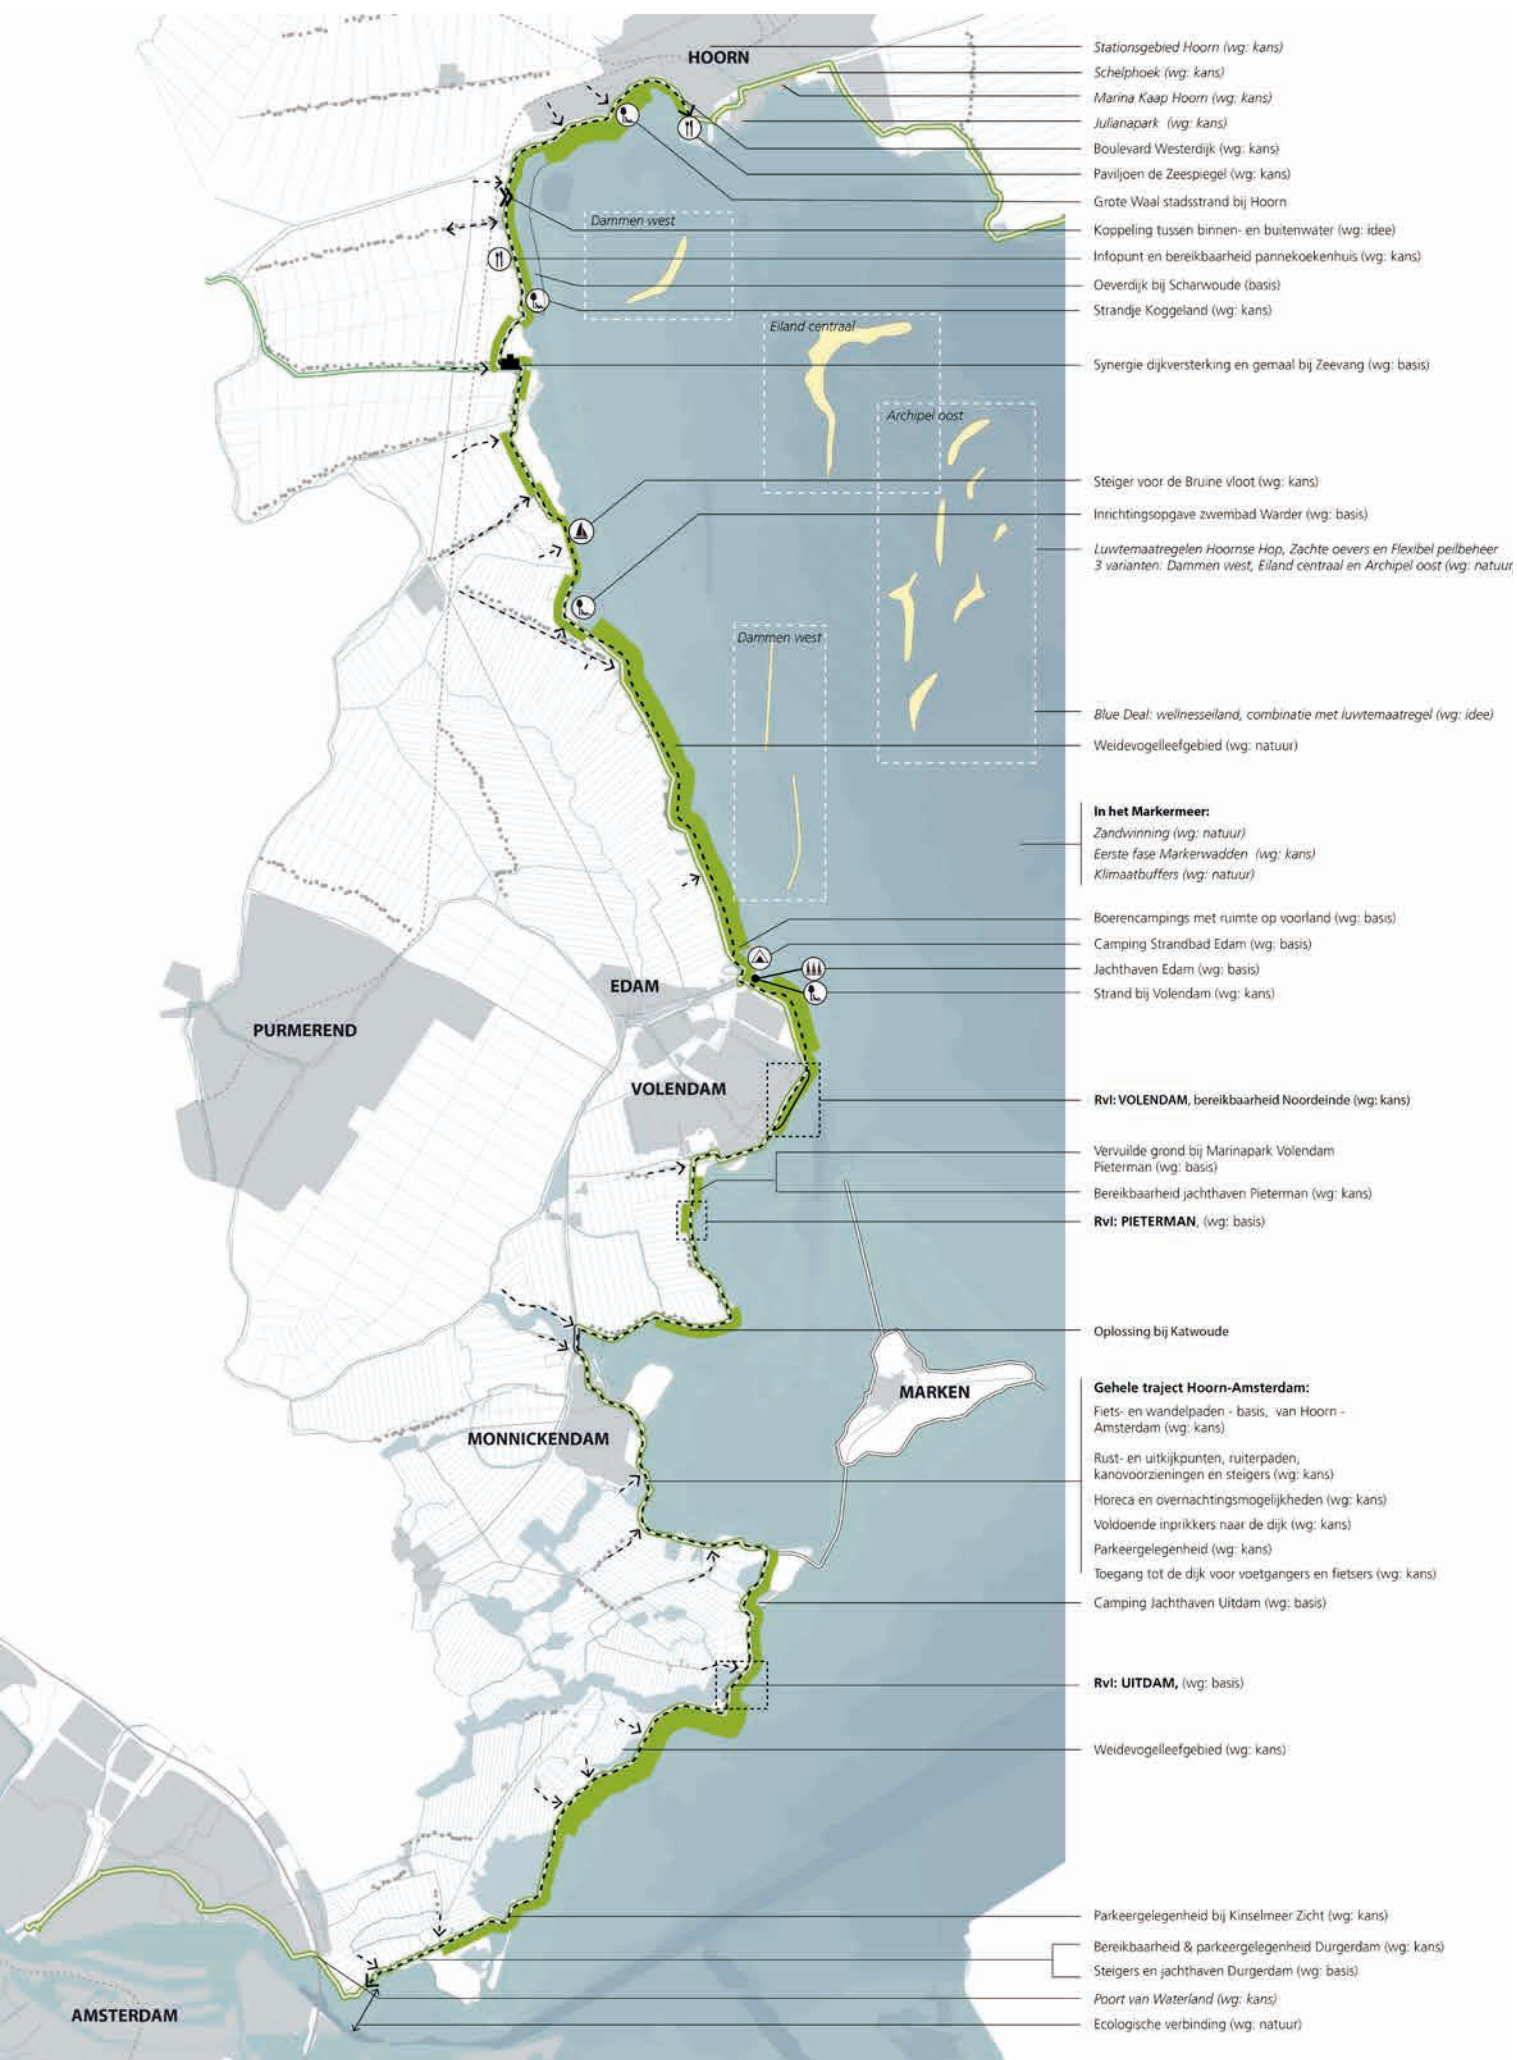 HOORN
Stationsgebied Hoorn (wg: kans)
Schelphoek (wg: kans)
Marina Kaap Hoorn (wg: kans)
Julianapark (wg: kans)
Boulevard Westerdijk (wg: kans)
Paviljoen de Zeespiegel (wg: kans)
Grote Waal stadsstrand bij Hoorn
Dammen west
Koppeling tussen binnen- en buitenwater (wg: idee)
Infopunt en bereikbaarheid pannekoekenhuis (wg: kans)
Oeverdijk bij Scharwoude (basis)
Strandje Koggeland (wg: kans)
Eiland centraal
Synergie dijkversterking en gemaal bij Zeevang (wg: basis)
Archipel oost
Steiger voor de Bruine vloot (wg: kans)
Inrichtingsopgave zwembad Warder (wg: basis)
Luwtemaatregelen Hoornse Hop, Zachte oevers en Flexibel peilbeheer
3 varianten: Dammen west, Eiland centraal en Archipel oost (wg: natuur
Dammen west
Blue Deal: wellnesseiland, combinatie met luwtemaatregel (wg: idee)
Weidevogelleefgebied (wg: natuur)
In het Markermeer:
Zandwinning (wg: natuur)
Eerste fase Markerwadden (wg: kans)
Klimaatbuffers (wg: natuur)
Boerencampings met ruimte op voorland (wg: basis)
Camping Strandbad Edam (wg: basis)
Jachthaven Edam (wg: basis)
Strand bij Volendam (wg: kans)
EDAM
PURMEREND
VOLENDAM
Rvl: VOLENDAM, bereikbaarheid Noordeinde (wg: kans)
Vervuilde grond bij Marinapark Volendam
Pieterman (wg: basis)
Bereikbaarheid jachthaven Pieterman (wg: kans)
Rvl: PIETERMAN, (wg: basis)
Oplossing bij Katwoude
MARKEN
MONNICKENDAM
Gehele traject Hoorn-Amsterdam:
Fiets- en wandelpaden - basis, van Hoorn -
Amsterdam (wg: kans)
Rust- en uitkijkpunten, ruiterpaden,
kanovoorzieningen en steigers (wg: kans)
Horeca en overnachtingsmogelijkheden (wg: kans)
Voldoende inprikkers naar de dijk (wg: kans)
Parkeergelegenheid (wg: kans)
Toegang tot de dijk voor voetgangers en fietsers (wg: kans)
Camping Jachthaven Uitdam (wg: basis)
Rvl: UITDAM, (wg: basis)
Weidevogelleefgebied (wg: kans)
Parkeergelegenheid bij Kinselmeer Zicht (wg: kans)
Bereikbaarheid & parkeergelegenheid Durgerdam (wg: kans)
Steigers en jachthaven Durgerdam (wg: basis)
Poort van Waterland (wg: kans)
Ecologische verbinding (wg: natuur)
AMSTERDAM